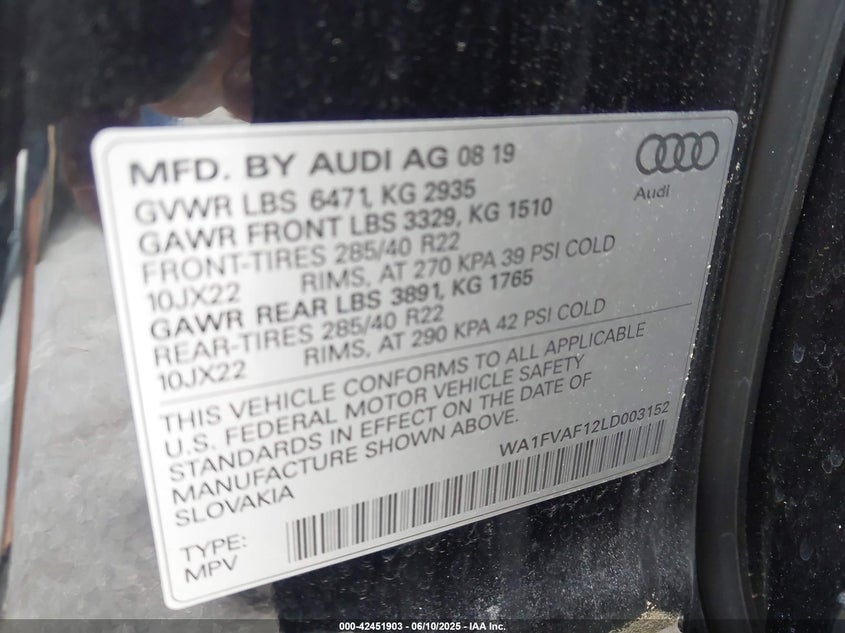 MFD. BY AUDI AG 08 19
Audi
GVWR LBS 6471, KG 2935
GAWR FRONT LBS 3329, KG 1510
FRONT-TIRES 285/40 R22
10JX22 RIMS, AT 270 KPA 39 PSI COLD
GAWR REAR LBS 3891, KG 1765
REAR-TIRES 285/40 R22
10JX22 RIMS, AT 290 KPA 42 PSI COLD
THIS VEHICLE CONFORMS TO ALL APPLICABLE
U.S. FEDERAL MOTOR VEHICLE SAFETY
STANDARDS IN EFFECT ON THE DATE OF
MANUFACTURE SHOWN ABOVE.
SLOVAKIA
WA1FVAF12LD003152
TYPE:
MPV
000-42451903 - 06/10/2025 - IAA Inc.